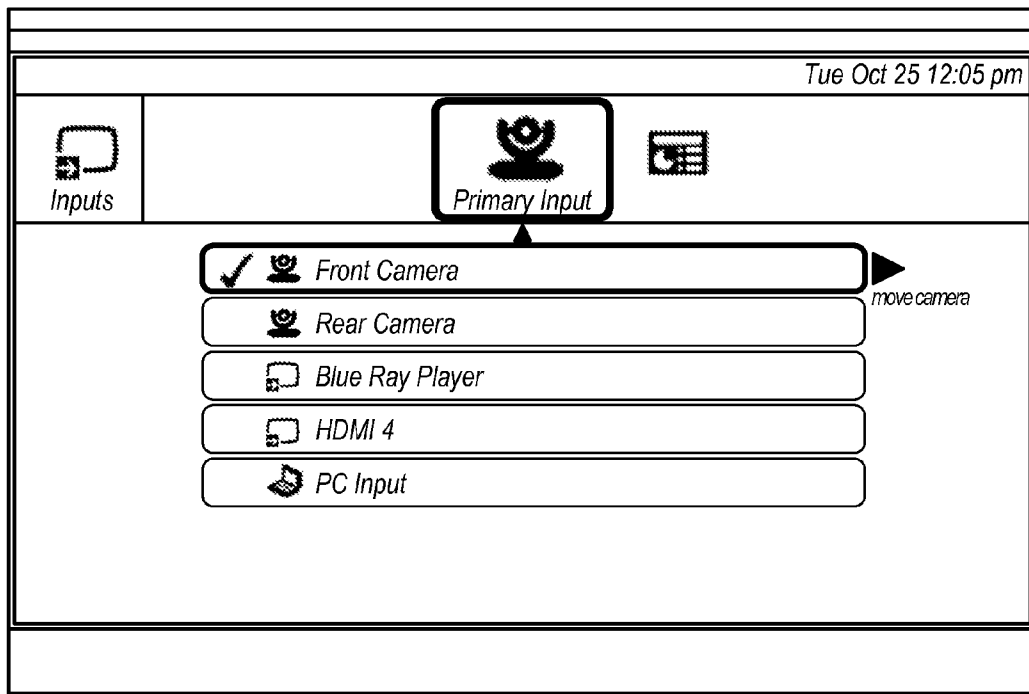 Tue Oct 25 12:05 pm
Inputs
Primary Input
Front Camera
move camera
Rear Camera
Blue Ray Player
HDMI 4
PC Input